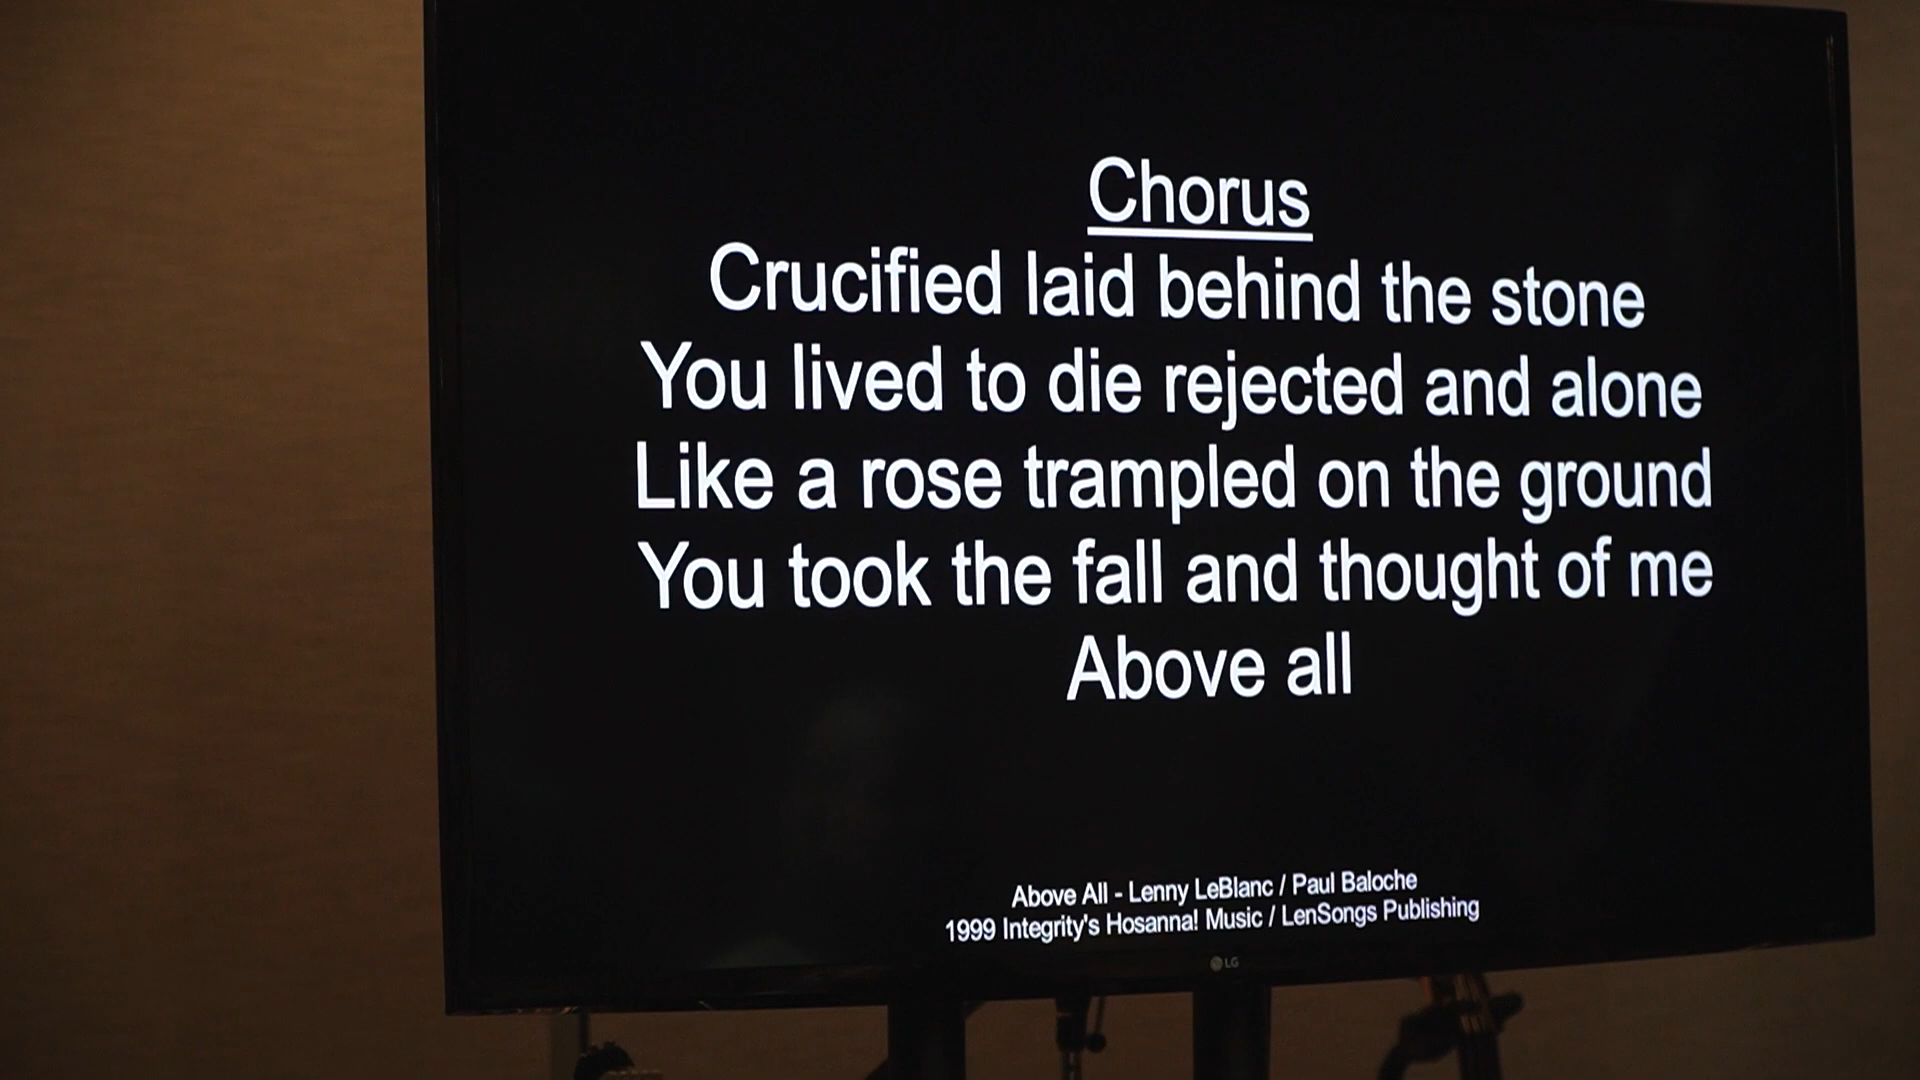 Chorus
Crucified laid behind the stone
You lived to die rejected and alone
Like a rose trampled on the ground
You took the fall and thought of me
Above all
Above All - Lenny LeBlanc / Paul Baloche
1999 Integrity's Hosanna! Music / LenSongs Publishing
LG